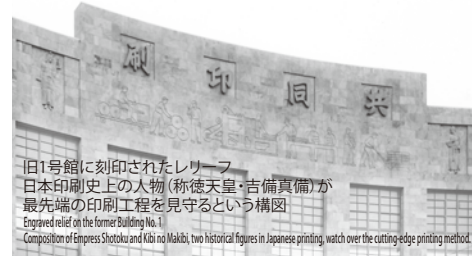 刷印同共
旧1号館に刻印されたレリーフ
日本印刷史上の人物(称徳天皇・吉備真備)が
最先端の印刷工程を見守るという構図
Engraved relief on the former Building No. 1
Composition of Empress Shotoku and Kibi no Makibi, two historical figures in Japanese printing, watch over the cutting-edge printing method.